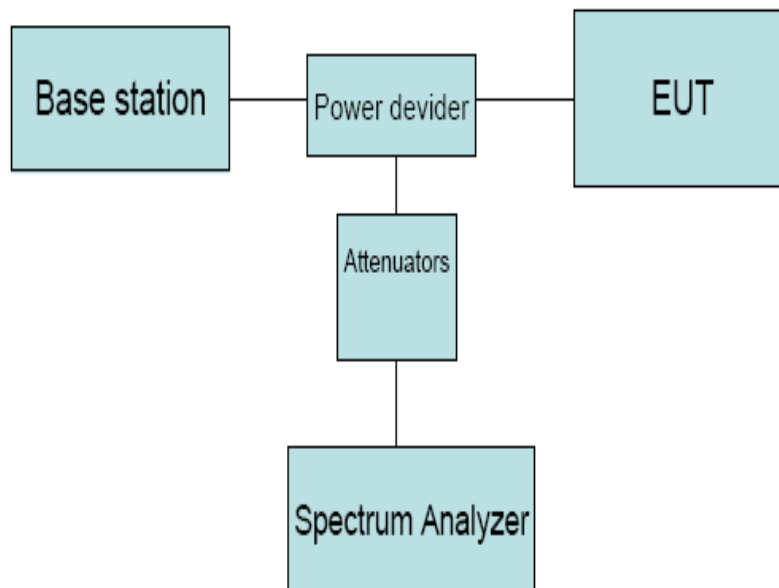 Base station
Power devider
EUT
Attenuators
Spectrum Analyzer